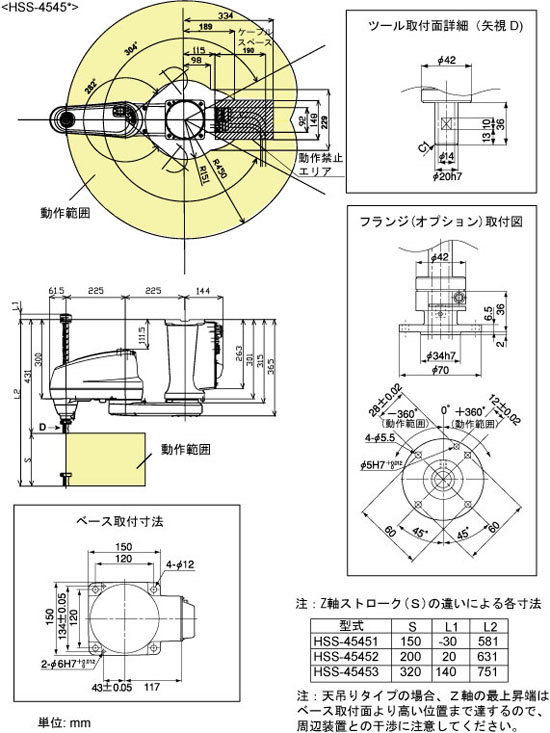 <HSS-4545*>
334
189
ケーブル
スペース
115
190
98
304°
282°
92
148
229
動作禁止
エリア
R450
R151
動作範囲
ツール取付面詳細（矢視D）
φ42
10
13
36
C1
φ14
φ20h7
フランジ(オプション)取付図
φ42
6.5
36
2
φ34h7
φ70
28±0.02
−360°
(動作範囲)
0°
＋360°
(動作範囲)
12±0.02
4-φ5.5
φ5H7 +0.012 0
60
45°
45°
60
61.5
225
225
144
L1
300
431
L2
S
111.5
263
301
315
365
D
動作範囲
ベース取付寸法
150
120
4-φ12
150
134±0.05
120
2-φ6H7 +0.012 0
43±0.05
117
単位: mm
注：Z軸ストローク(S)の違いによる各寸法
型式 S L1 L2
HSS-45451 150 -30 581
HSS-45452 200 20 631
HSS-45453 320 140 751
注：天吊りタイプの場合、Z軸の最上昇端は
ベース取付面より高い位置まで達するので、
周辺装置との干渉に注意してください。